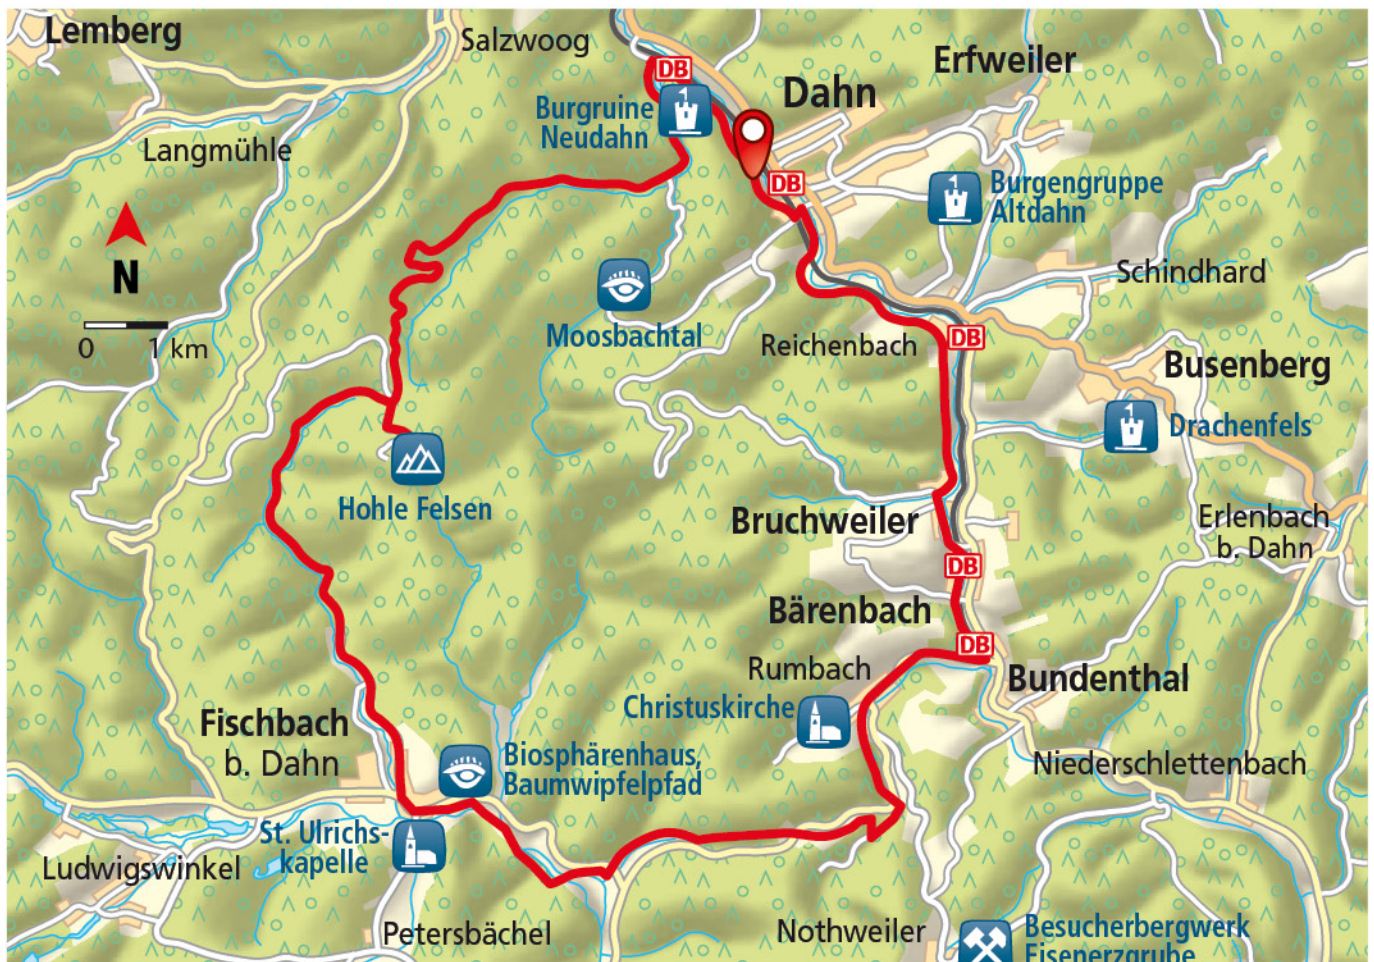 Lemberg
Salzwoog
Erfweiler
DB
Dahn
Burgruine
Neudahn
Langmühle
DB
Burgengruppe
Altdahn
N
Schindhard
0 1 km
Moosbachtal
Reichenbach
DB
Busenberg
Drachenfels
Hohle Felsen
Bruchweiler
Erlenbach
b. Dahn
DB
Bärenbach
DB
Rumbach
Bundenthal
Christuskirche
Fischbach
b. Dahn
Biosphärenhaus,
Baumwipfelpfad
Niederschlettenbach
St. Ulrichs-
kapelle
Ludwigswinkel
Petersbächel
Nothweiler
Besucherbergwerk
Eisenerzgrube